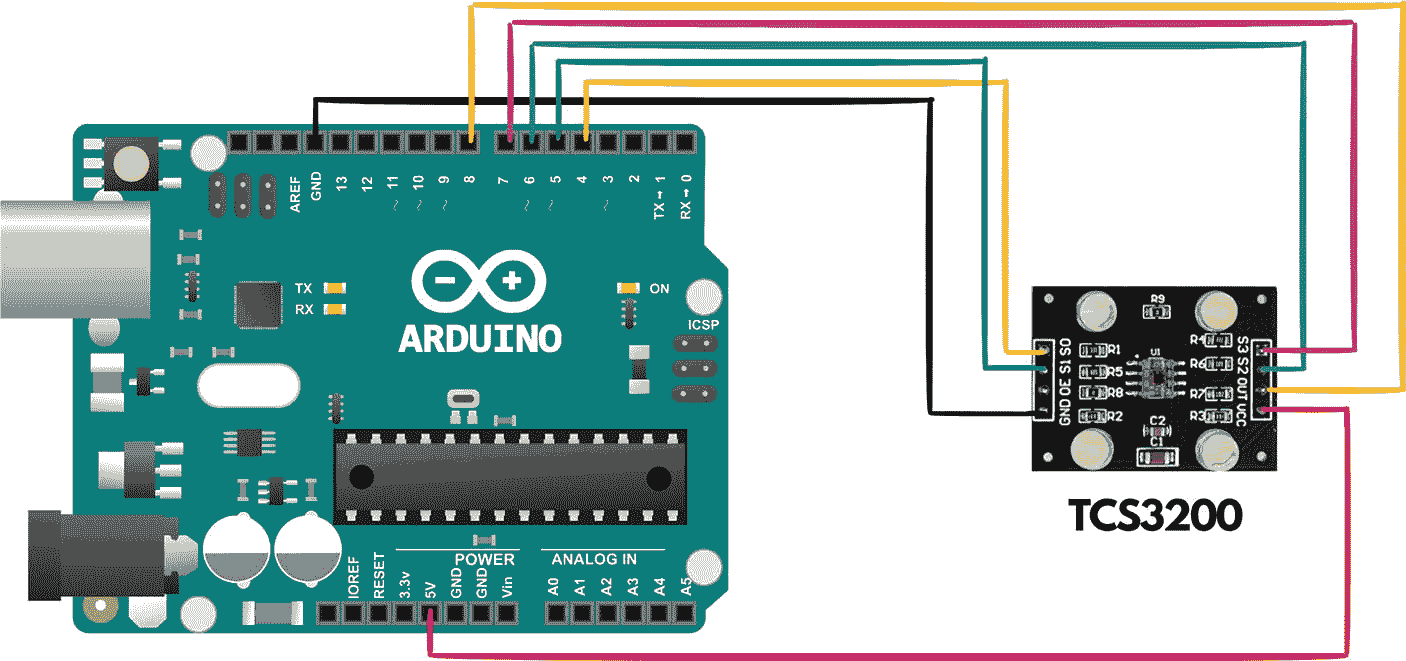 AREF
GND
13
12
~ 11
~ 10
~ 9
8
7
~ 6
~ 5
4
~ 3
2
TX→1
RX→0
TX
RX
ON
ICSP
ARDUINO
POWER
ANALOG IN
IOREF
RESET
3.3v
5V
GND
GND
Vin
A0
A1
A2
A3
A4
A5
R9
U1
R1
R5
R8
R2
R4
R6
R7
R3
C2
C1
GND OE S1 S0
S3 S2 OUT VCC
TCS3200